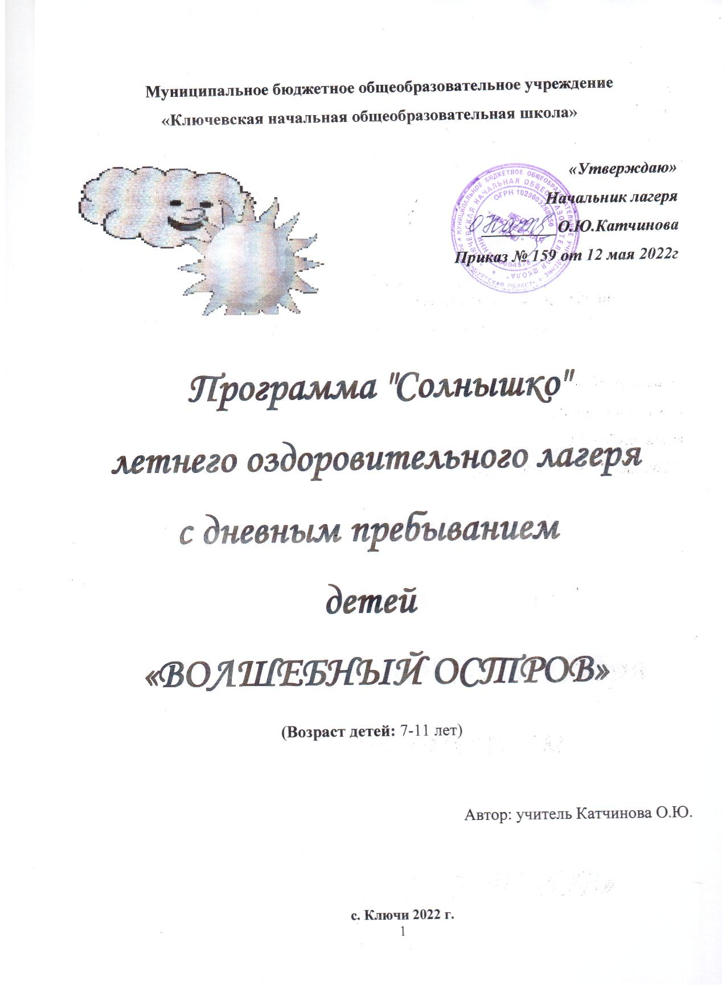 Муниципальное бюджетное общеобразовательное учреждение
«Ключевская начальная общеобразовательная школа»
«Утверждаю»
Начальник лагеря
О.Ю.Катчинова
Приказ № 159 от 12 мая 2022г
Программа "Солнышко"
летнего оздоровительного лагеря
с дневным пребыванием
детей
«ВОЛШЕБНЫЙ ОСТРОВ»
(Возраст детей: 7-11 лет)
Автор: учитель Катчинова О.Ю.
с. Ключи 2022 г.
1